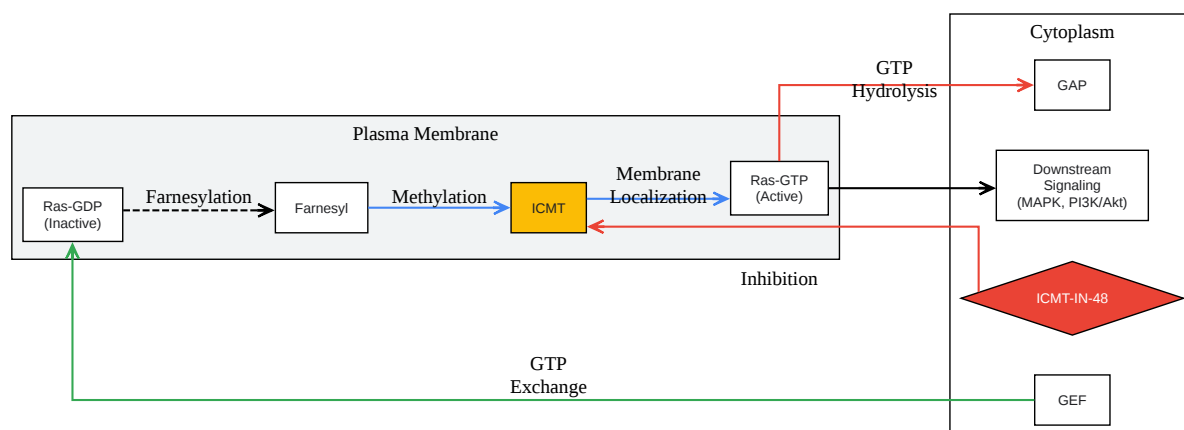 Cytoplasm
GTP
Hydrolysis
GAP
Plasma Membrane
Ras-GDP
(Inactive)
Farnesylation
Farnesyl
Methylation
ICMT
Membrane
Localization
Ras-GTP
(Active)
Downstream
Signaling
(MAPK, PI3K/Akt)
Inhibition
ICMT-IN-48
GTP
Exchange
GEF